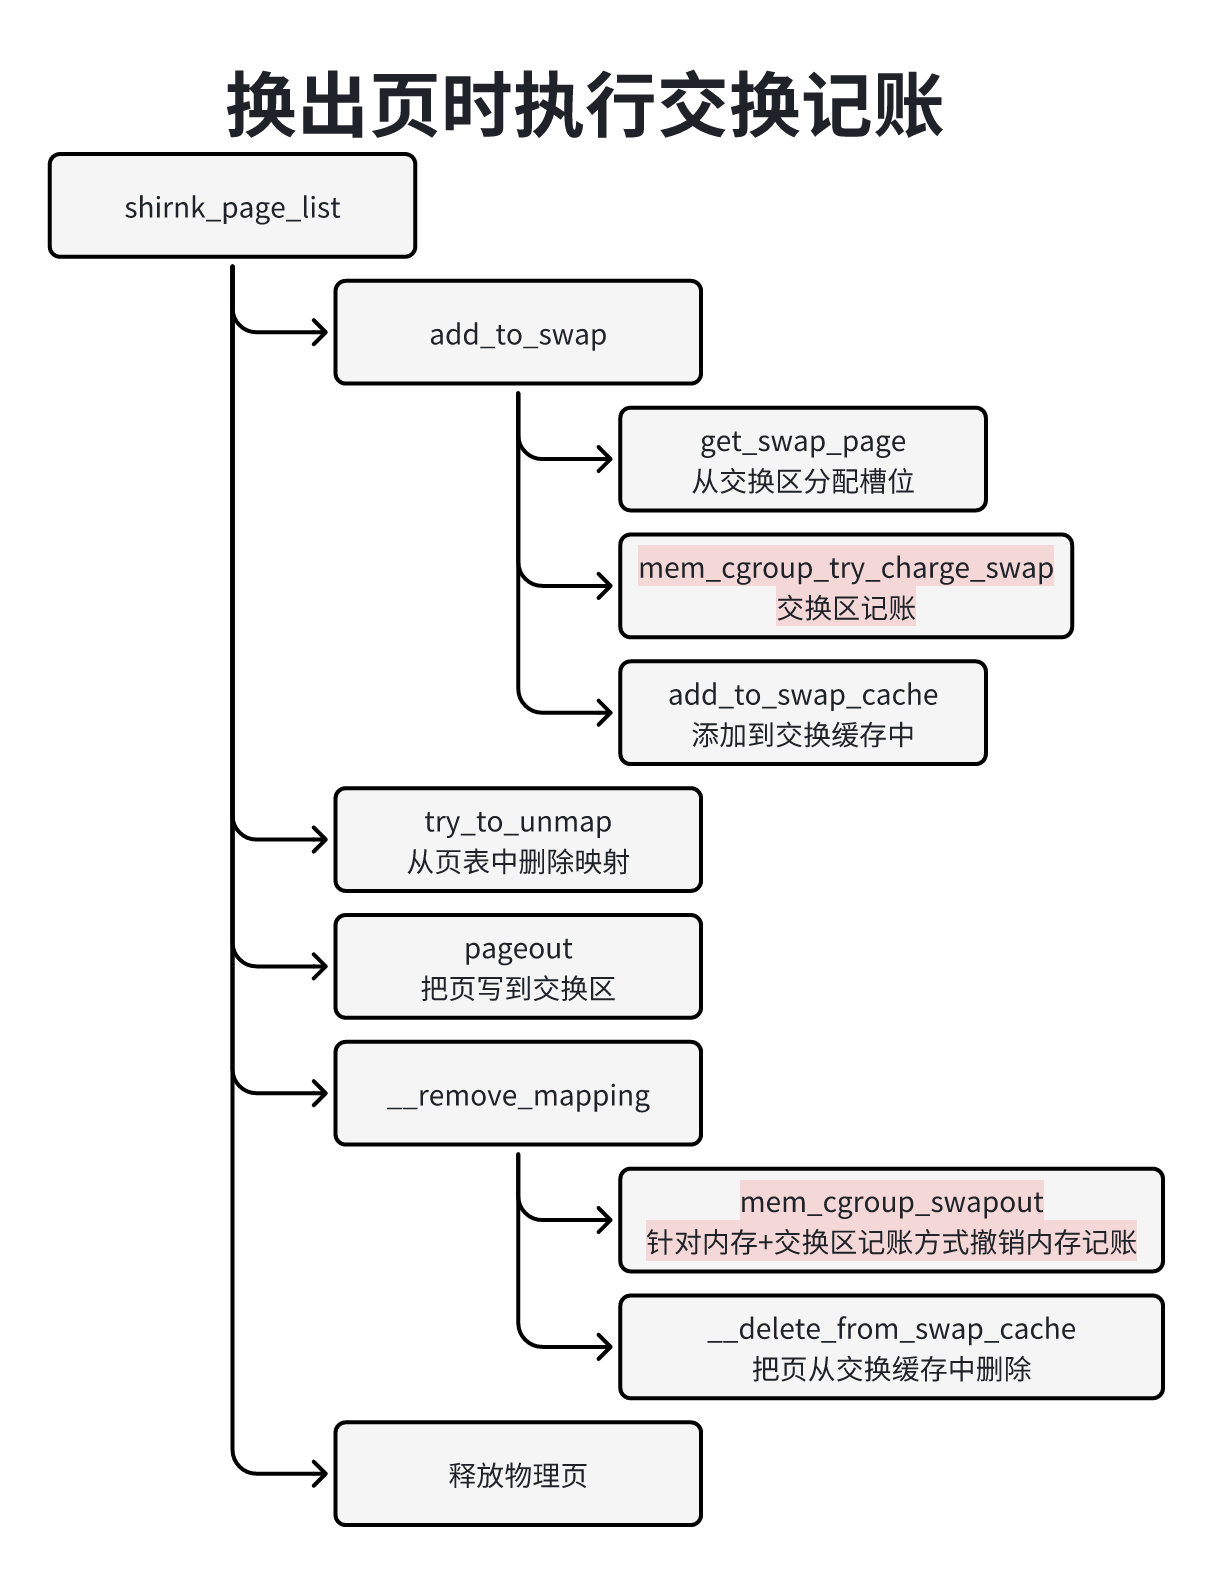 换出页时执行交换记账
shirnk_page_list
add_to_swap
get_swap_page
从交换区分配槽位
mem_cgroup_try_charge_swap
交换区记账
add_to_swap_cache
添加到交换缓存中
try_to_unmap
从页表中删除映射
pageout
把页写到交换区
__remove_mapping
mem_cgroup_swapout
针对内存+交换区记账方式撤销内存记账
__delete_from_swap_cache
把页从交换缓存中删除
释放物理页